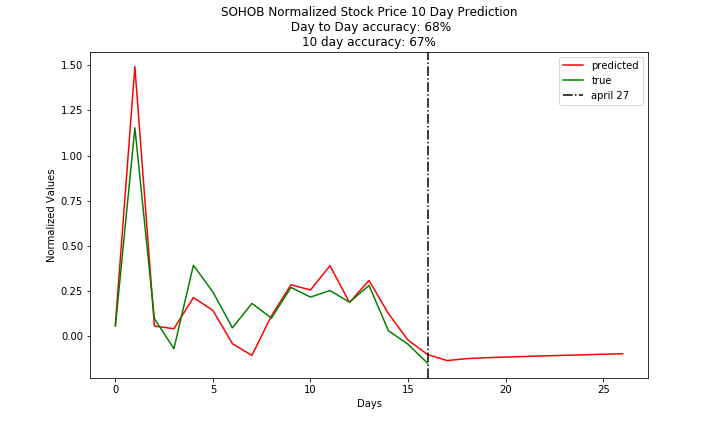 SOHOB Normalized Stock Price 10 Day Prediction
Day to Day accuracy: 68%
10 day accuracy: 67%
predicted
true
april 27
Normalized Values
1.50
1.25
1.00
0.75
0.50
0.25
0.00
0 5 10 15 20 25
Days